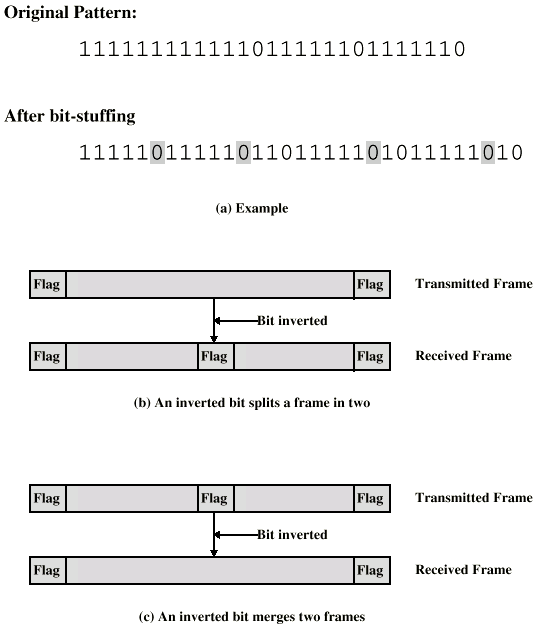 Original Pattern:
111111111111011111101111110
After bit-stuffing
1111101111101101111101011111010
(a) Example
Flag Flag Transmitted Frame
Bit inverted
Flag Flag Flag Received Frame
(b) An inverted bit splits a frame in two
Flag Flag Flag Transmitted Frame
Bit inverted
Flag Flag Received Frame
(c) An inverted bit merges two frames